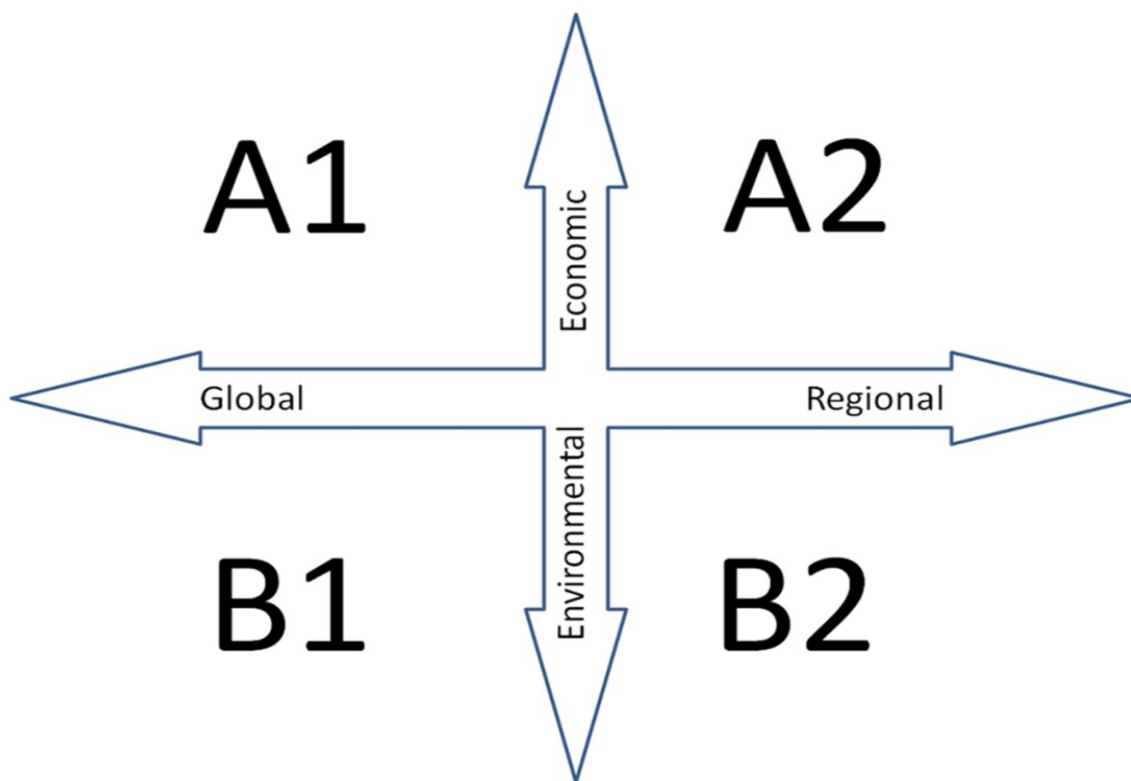 A1
A2
Economic
Global
Regional
Environmental
B1
B2